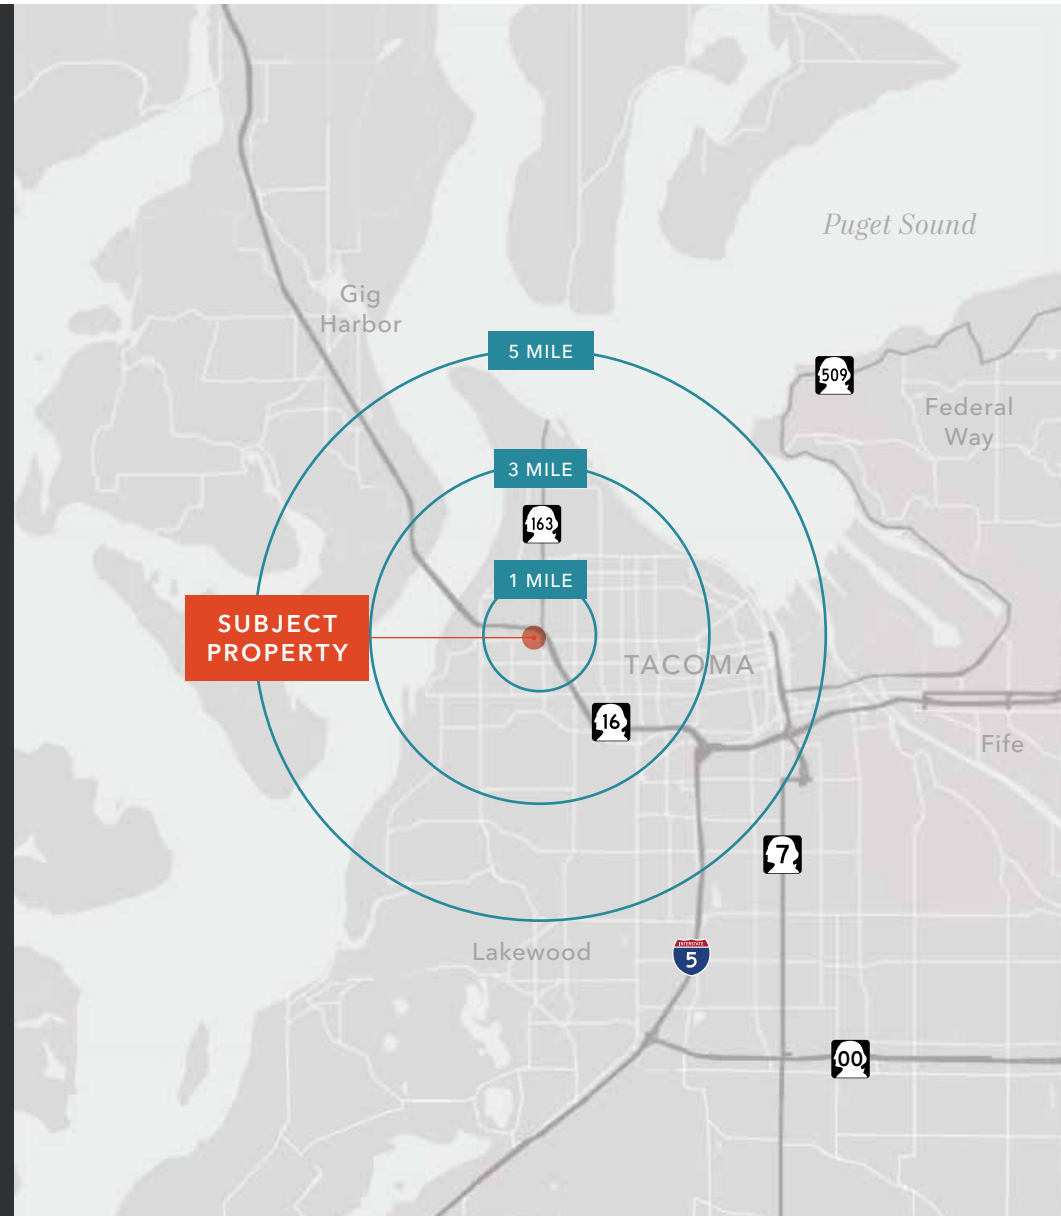 Puget Sound
Gig
Harbor
5 MILE
509
Federal
Way
3 MILE
163
1 MILE
SUBJECT
PROPERTY
TACOMA
16
Fife
7
Lakewood
INTERSTATE
5
00